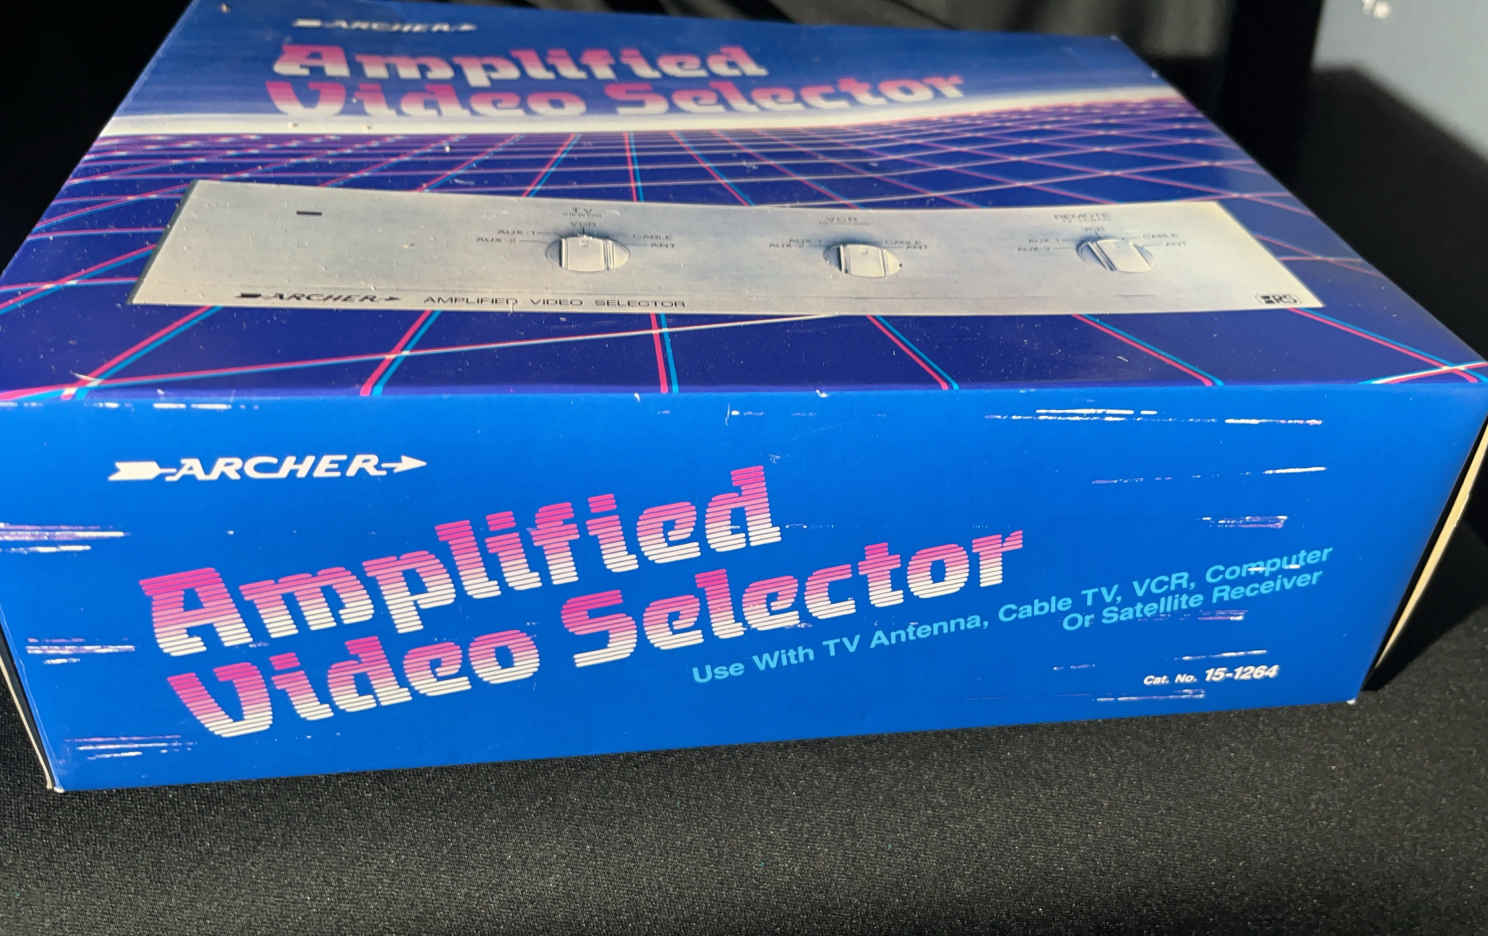 ARCHER
Amplified
Video Selector
TV
VCR
AUX-1
CABLE
AUX-2
ANT
VCR
AUX-1
CABLE
AUX-2
ANT
REMOTE
AUX-1
CABLE
AUX-2
ANT
ARCHER AMPLIFIED VIDEO SELECTOR
ARCHER
Amplified
Video Selector
Use With TV Antenna, Cable TV, VCR, Computer
Or Satellite Receiver
Cat. No. 15-1264